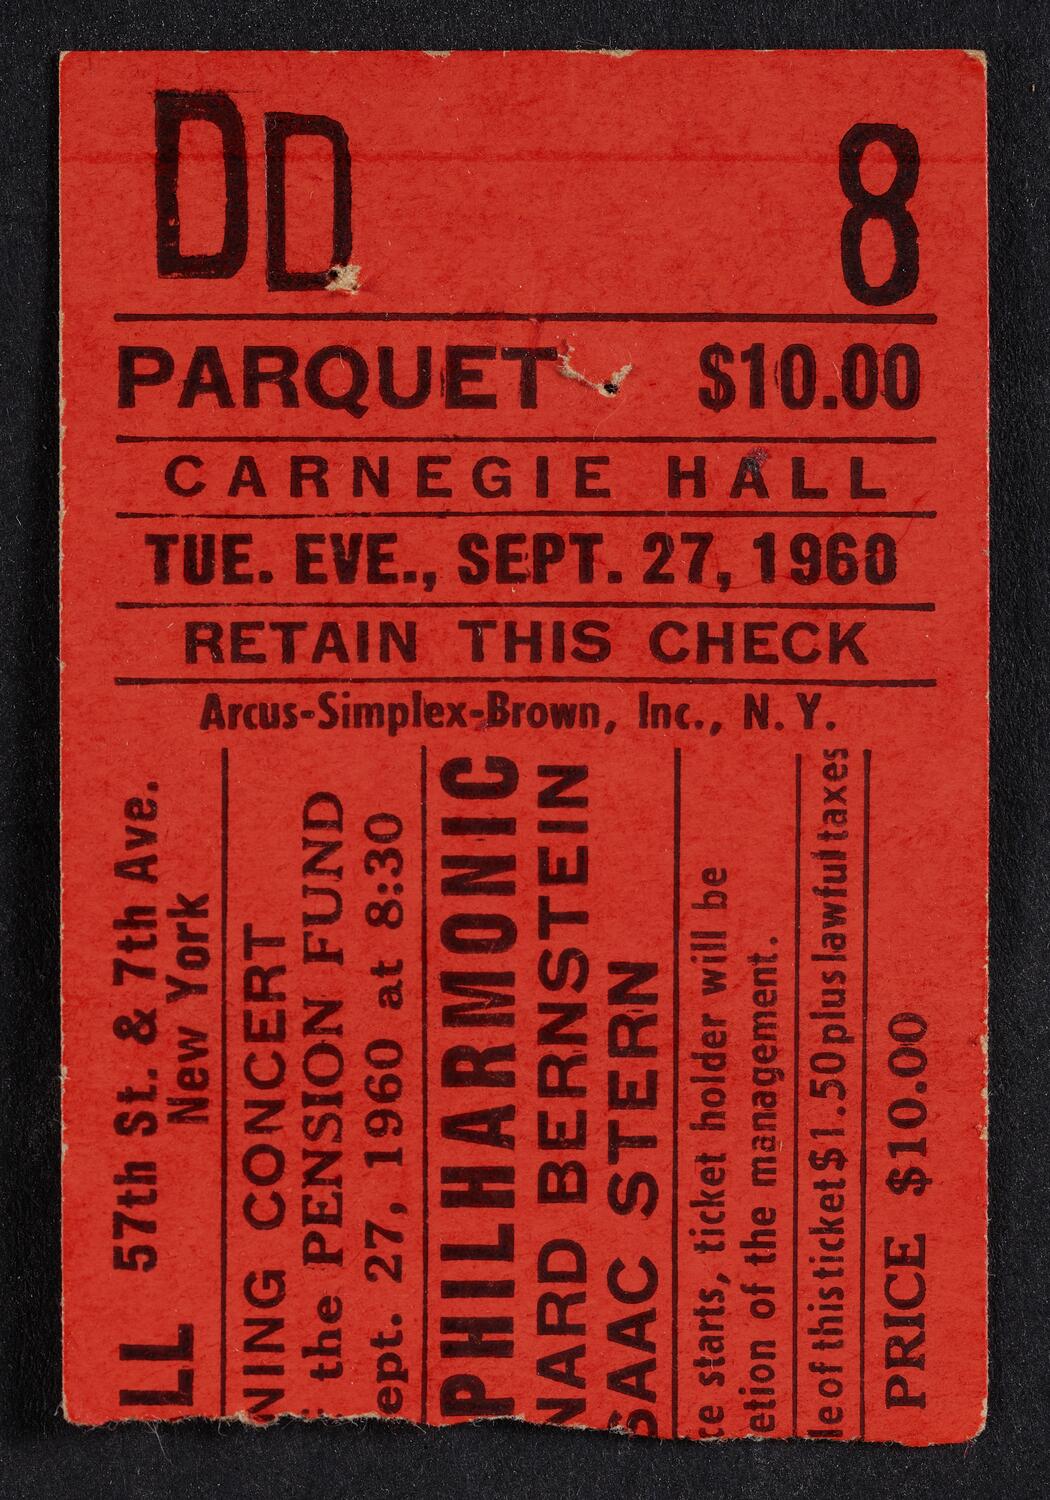 DD 8
PARQUET $10.00
CARNEGIE HALL
TUE. EVE., SEPT. 27, 1960
RETAIN THIS CHECK
Arcus-Simplex-Brown, Inc., N.Y.
LL 57th St. & 7th Ave.
New York
NING CONCERT
the PENSION FUND
ept. 27, 1960 at 8:30
PHILHARMONIC
NARD BERNSTEIN
SAAC STERN
ce starts, ticket holder will be
etion of the management.
le of this ticket $1.50 plus lawful taxes
PRICE $10.00